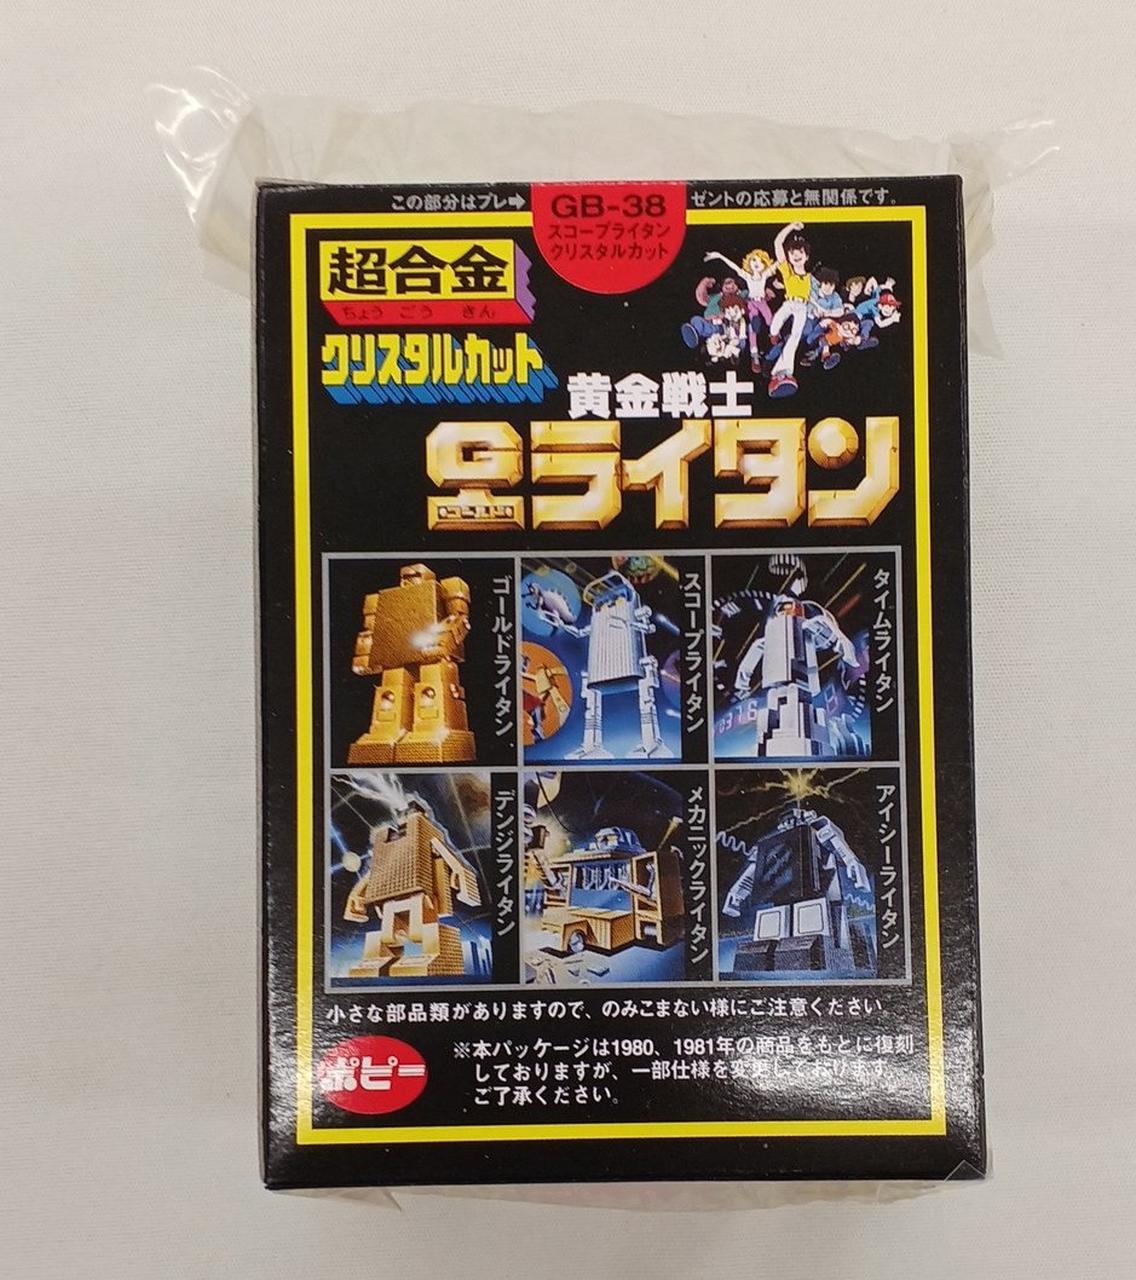 この部分はプレ➡
GB-38
スコープライタン
クリスタルカット
ゼントの応募と無関係です。
超合金
ちょう ごう きん
クリスタルカット
黄金戦士
Gライタン
ゴールド
ゴールドライタン
スコープライタン
タイムライタン
0376
デンジライタン
メカニックライタン
アイシーライタン
小さな部品類がありますので、のみこまない様にご注意ください。
ポピー
※本パッケージは1980、1981年の商品をもとに復刻
しておりますが、一部仕様を変更しております。
ご了承ください。